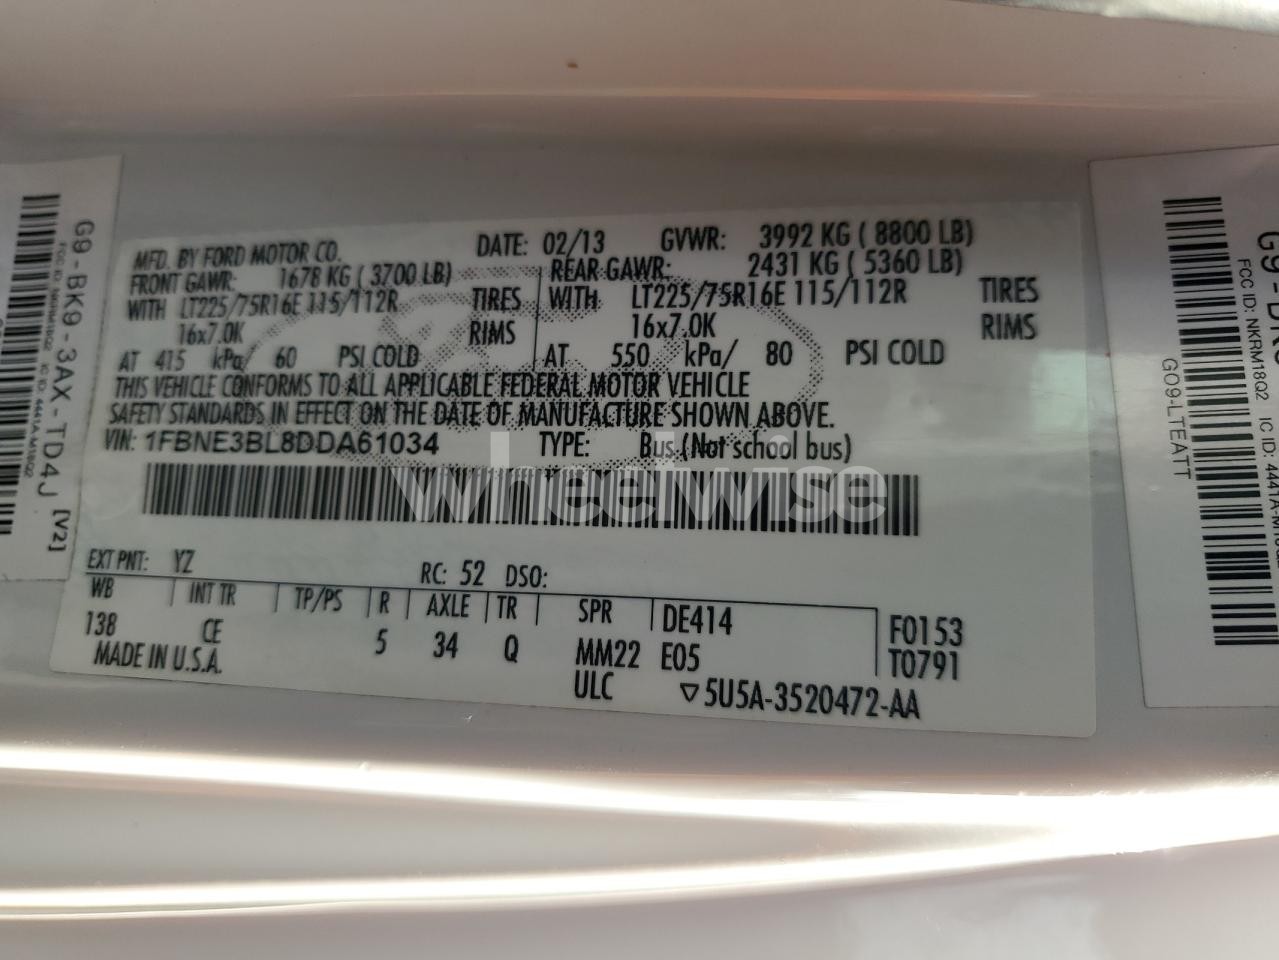 MFD. BY FORD MOTOR CO. DATE: 02/13 GVWR: 3992 KG ( 8800 LB)
FRONT GAWR: 1678 KG ( 3700 LB) REAR GAWR: 2431 KG ( 5360 LB)
WITH LT225/75R16E 115/112R TIRES WITH LT225/75R16E 115/112R TIRES
16x7.0K RIMS 16x7.0K RIMS
AT 415 kPa/ 60 PSI COLD AT 550 kPa/ 80 PSI COLD
THIS VEHICLE CONFORMS TO ALL APPLICABLE FEDERAL MOTOR VEHICLE
SAFETY STANDARDS IN EFFECT ON THE DATE OF MANUFACTURE SHOWN ABOVE.
VIN: 1FBNE3BL8DDA61034 TYPE: Bus (Not school bus)
wheelwise
EXT PNT: YZ RC: 52 DSO:
WB INT TR TP/PS R AXLE TR SPR DE414 F0153
138 CE 5 34 Q MM22 E05 T0791
MADE IN U.S.A. ULC ▽5U5A-3520472-AA
G9-BK9-3AX-TD4J [V2]
FCC ID: NKRM18Q2 IC ID: 4441A-M18Q2
GO9-LTEATT